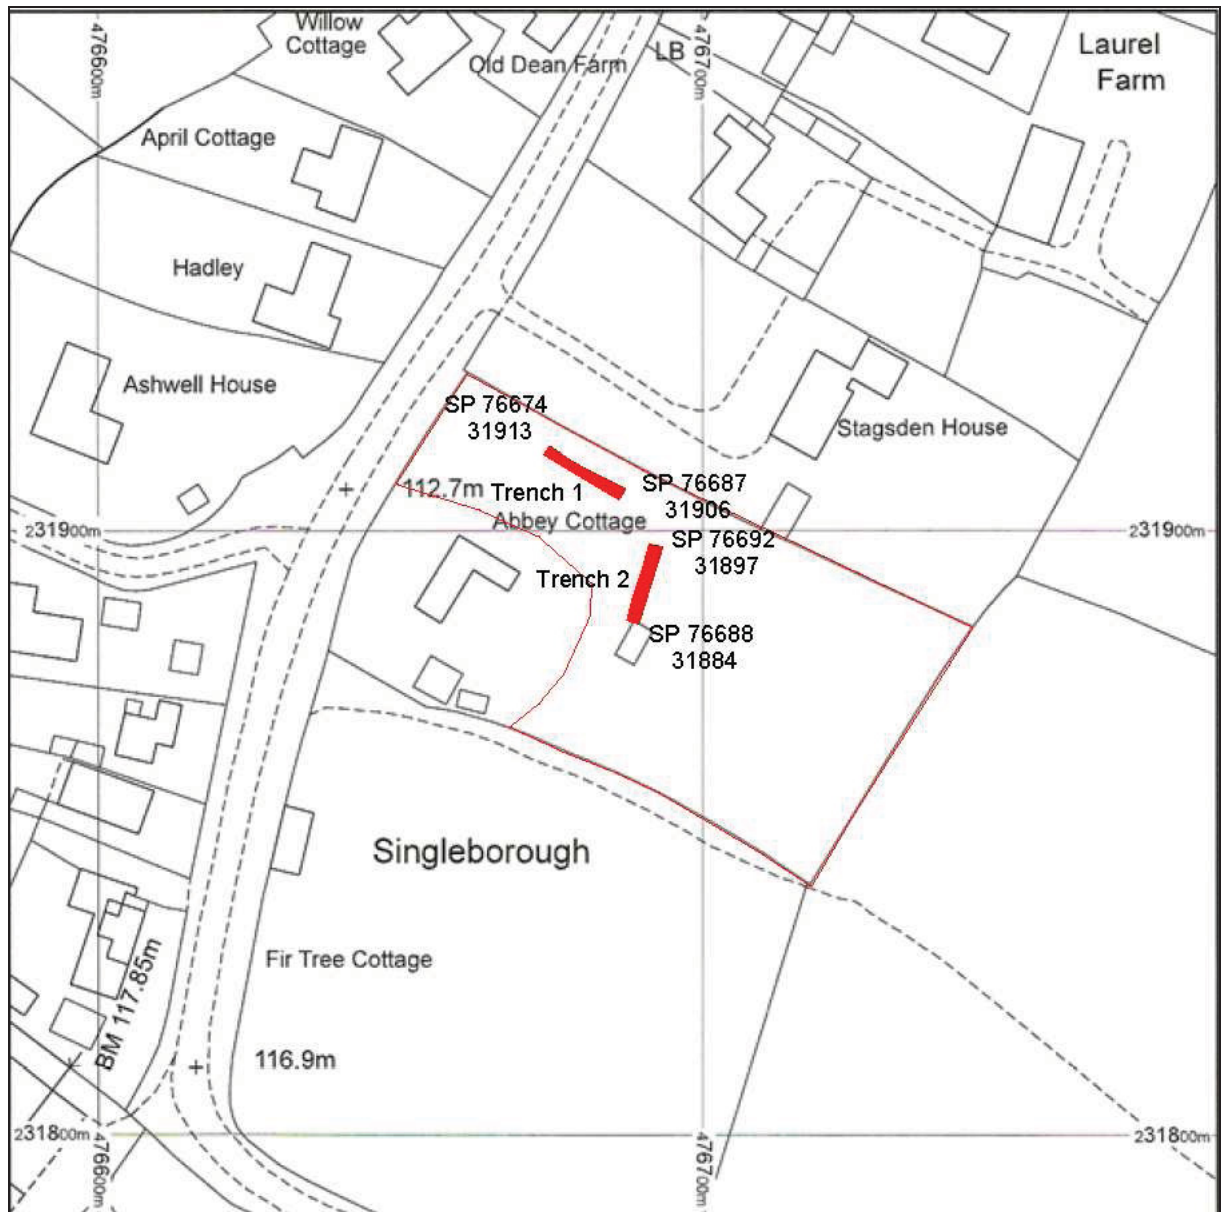 476600m
Willow
Cottage
Old Dean Farm
LB
476700m
Laurel
Farm
April Cottage
Hadley
Ashwell House
SP 76674
31913
Stagsden House
112.7m
Trench 1
SP 76687
31906
Abbey Cottage
231900m
231900m
SP 76692
31897
Trench 2
SP 76688
31884
Singleborough
Fir Tree Cottage
BM 117.85m
116.9m
231800m
231800m
476600m
476700m